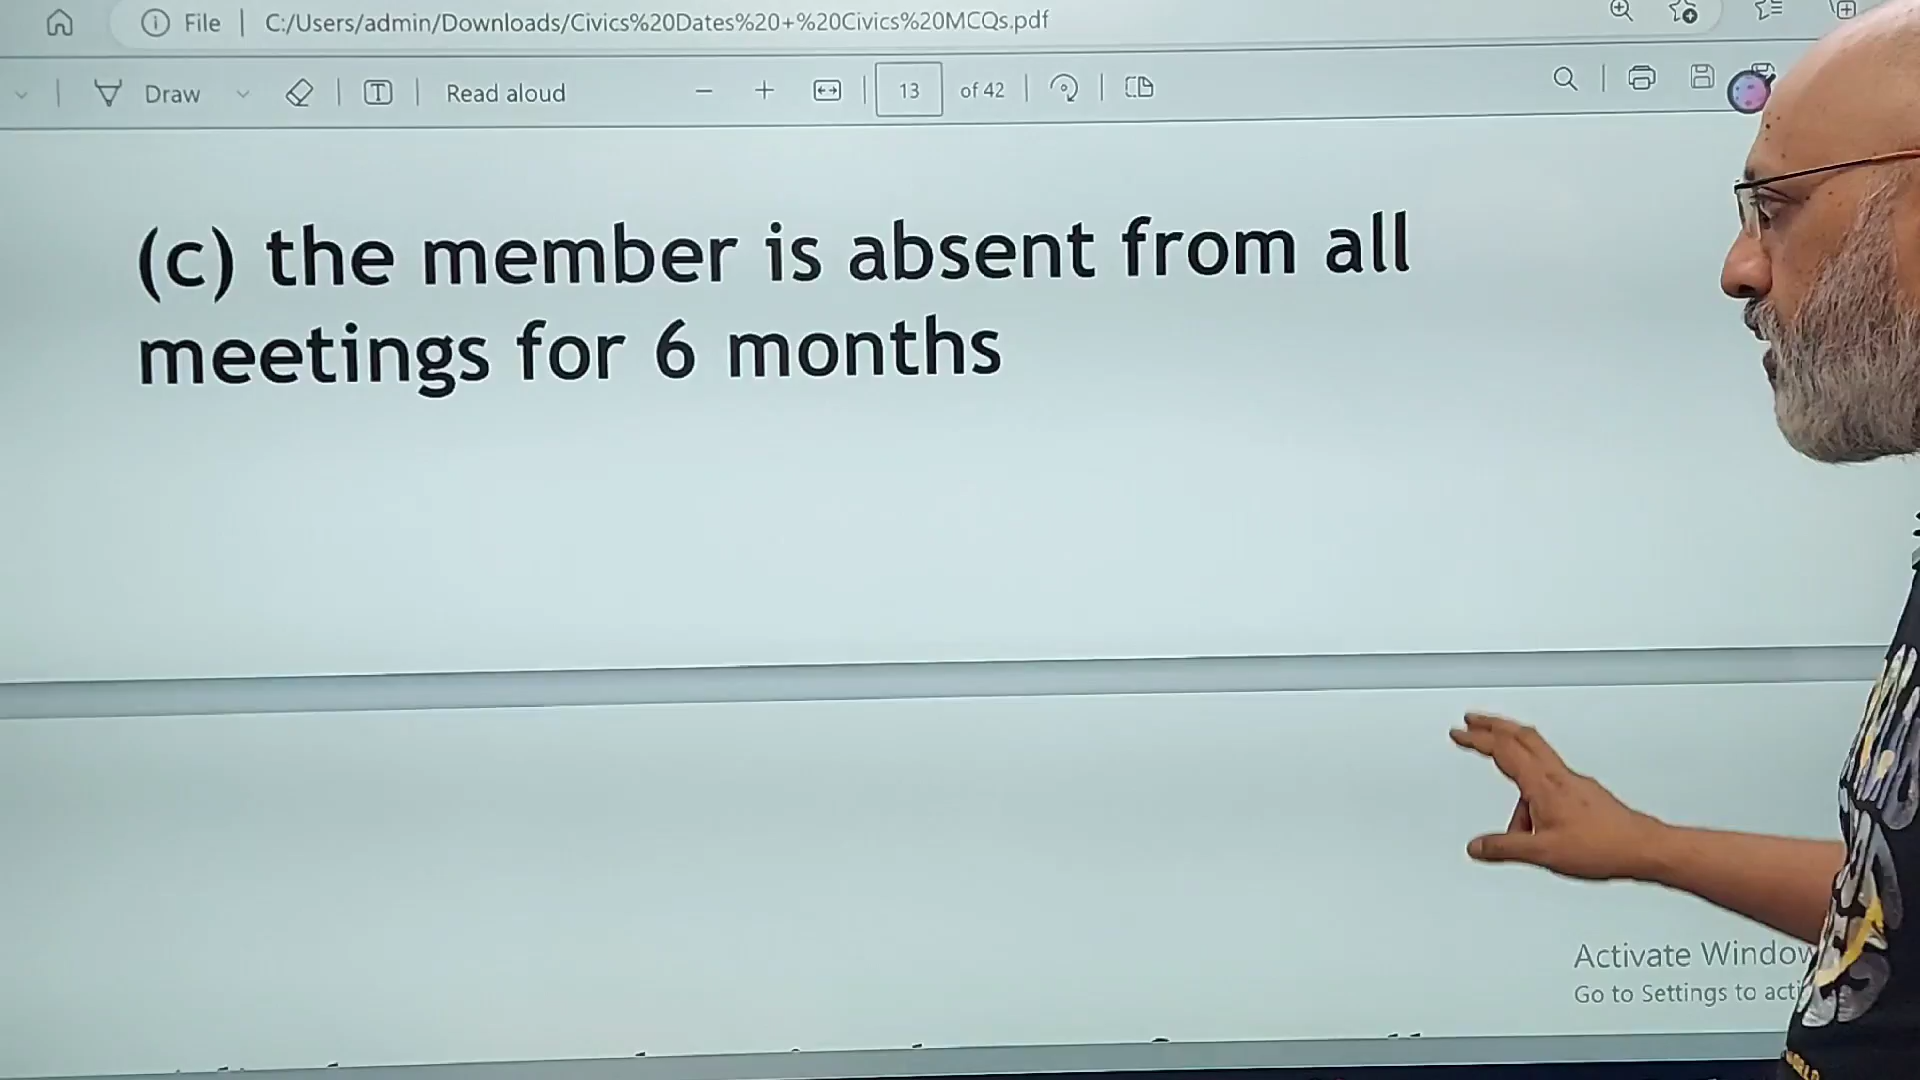 File | C:/Users/admin/Downloads/Civics%20Dates%20+%20Civics%20MCQs.pdf
Draw
Read aloud
13 of 42
(c) the member is absent from all
meetings for 6 months
Activate Window
Go to Settings to acti